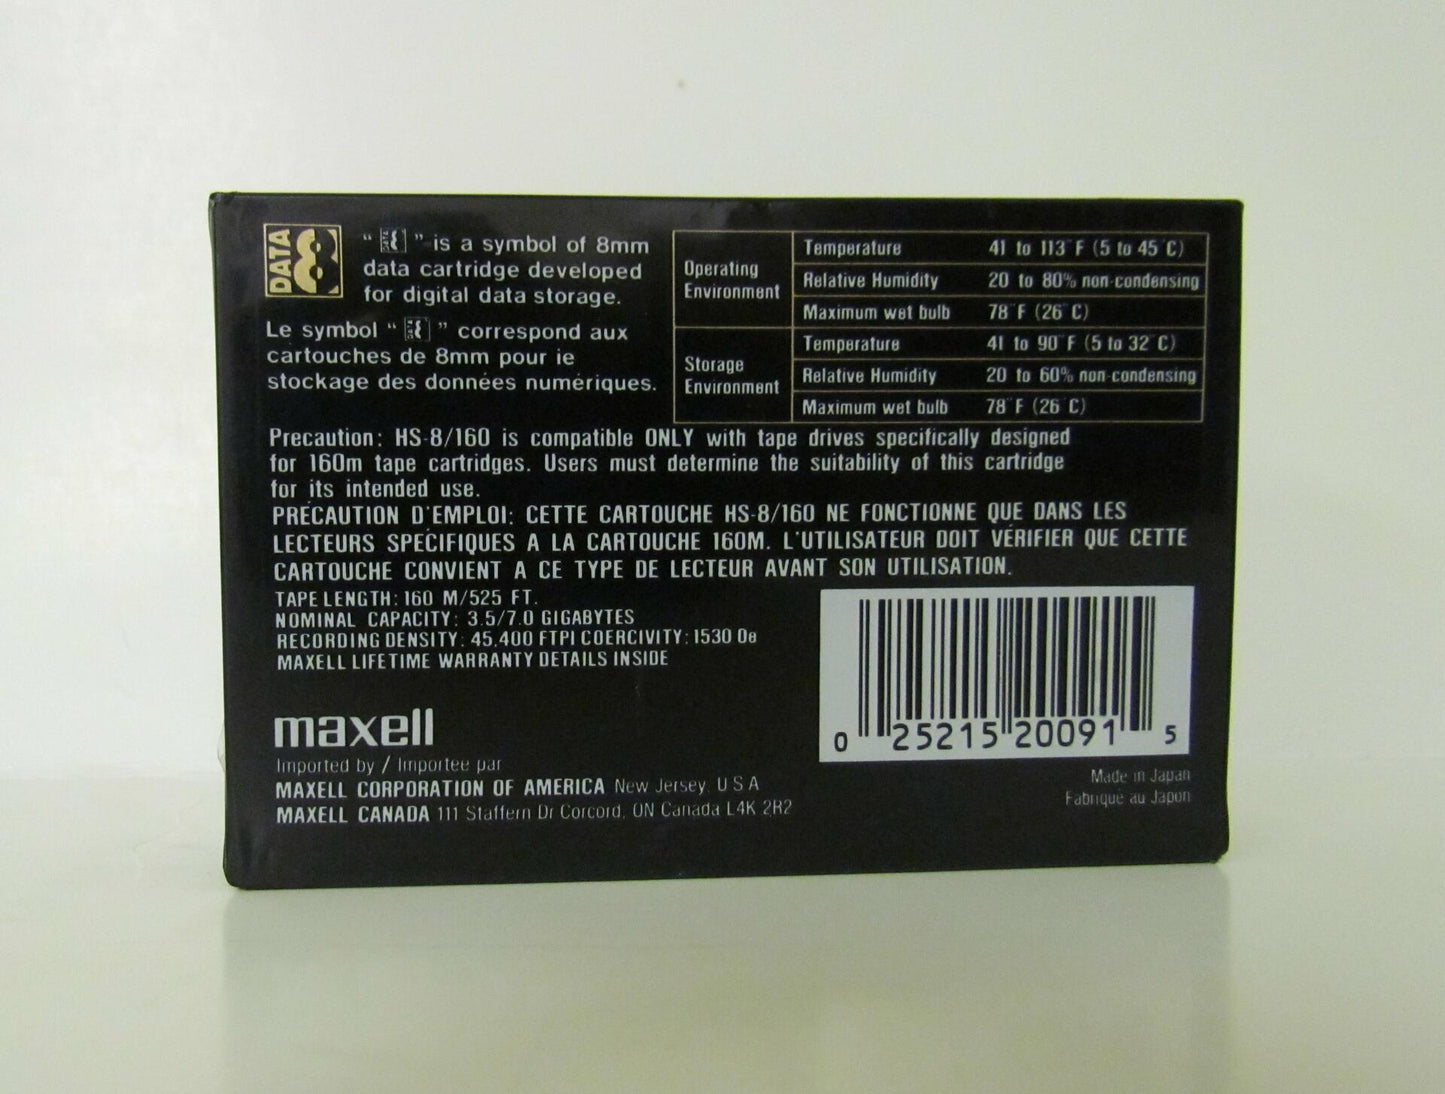 DATA 8
“ ” is a symbol of 8mm
data cartridge developed
for digital data storage.
Le symbol “ ” correspond aux
cartouches de 8mm pour ie
stockage des données numériques.
Operating Environment
Temperature 41 to 113°F (5 to 45°C)
Relative Humidity 20 to 80% non-condensing
Maximum wet bulb 78°F (26°C)
Storage Environment
Temperature 41 to 90°F (5 to 32°C)
Relative Humidity 20 to 60% non-condensing
Maximum wet bulb 78°F (26°C)
Precaution: HS-8/160 is compatible ONLY with tape drives specifically designed
for 160m tape cartridges. Users must determine the suitability of this cartridge
for its intended use.
PRÉCAUTION D'EMPLOI: CETTE CARTOUCHE HS-8/160 NE FONCTIONNE QUE DANS LES
LECTEURS SPÉCIFIQUES A LA CARTOUCHE 160M. L'UTILISATEUR DOIT VÉRIFIER QUE CETTE
CARTOUCHE CONVIENT A CE TYPE DE LECTEUR AVANT SON UTILISATION.
TAPE LENGTH: 160 M/525 FT.
NOMINAL CAPACITY: 3.5/7.0 GIGABYTES
RECORDING DENSITY: 45,400 FTPI COERCIVITY: 1530 Oe
MAXELL LIFETIME WARRANTY DETAILS INSIDE
maxell
Imported by / Importee par
MAXELL CORPORATION OF AMERICA New Jersey, U S A
MAXELL CANADA 111 Staffern Dr Corcord, ON Canada L4K 2R2
0 25215 20091 5
Made in Japan
Fabriqué au Japon